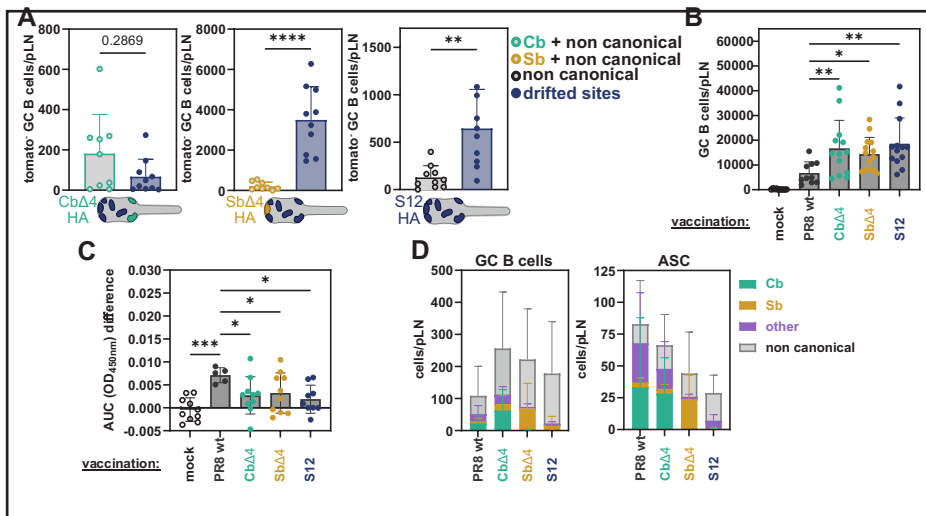 A
B
0.2869
****
**
Cb + non canonical
Sb + non canonical
non canonical
drifted sites
tomato⁻ GC B cells/pLN
800
600
400
200
0
CbΔ4
HA
tomato⁻ GC B cells/pLN
8000
6000
4000
2000
0
SbΔ4
HA
tomato⁻ GC B cells/pLN
1500
1000
500
0
S12
HA
GC B cells/pLN
60000
50000
40000
30000
20000
10000
0
**
*
**
vaccination:
mock
PR8 wt
CbΔ4
SbΔ4
S12
C
AUC (OD450nm) difference
0.030
0.025
0.020
0.015
0.010
0.005
0.000
-0.005
***
*
*
*
vaccination:
mock
PR8 wt
CbΔ4
SbΔ4
S12
D
GC B cells
cells/pLN
500
400
300
200
100
0
PR8 wt
CbΔ4
SbΔ4
S12
ASC
cells/pLN
125
100
75
50
25
0
PR8 wt
CbΔ4
SbΔ4
S12
Cb
Sb
other
non canonical